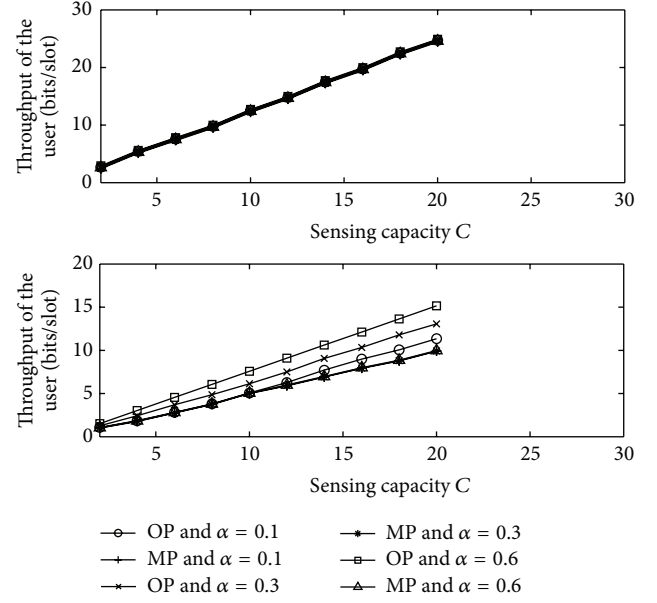 30
20
10
0
5 10 15 20 25 30
Throughput of the
user (bits/slot)
Sensing capacity C
20
15
10
5
0
5 10 15 20 25 30
Throughput of the
user (bits/slot)
Sensing capacity C
OP and α = 0.1
MP and α = 0.1
OP and α = 0.3
MP and α = 0.3
OP and α = 0.6
MP and α = 0.6